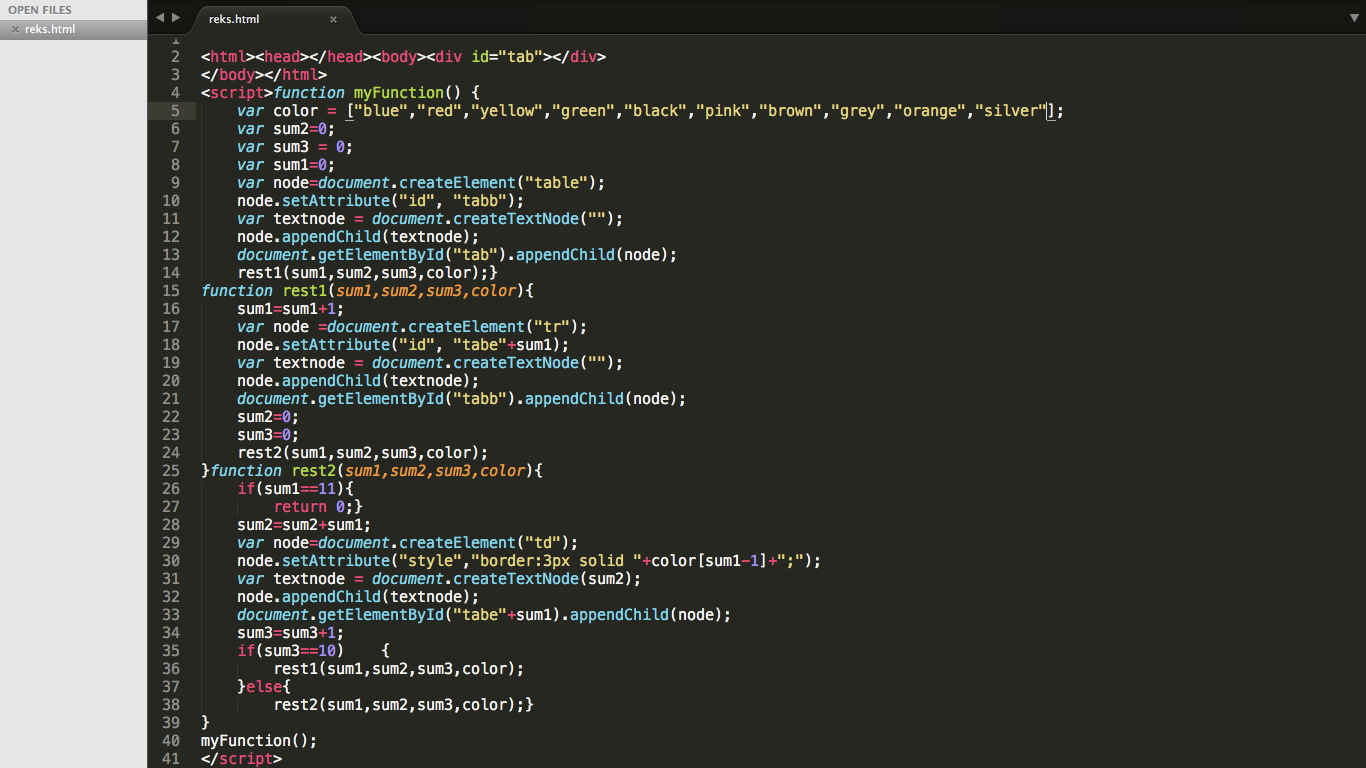 OPEN FILES
× reks.html
reks.html ×
1
2 <html><head></head><body><div id="tab"></div>
3 </body></html>
4 <script>function myFunction() {
5     var color = ["blue","red","yellow","green","black","pink","brown","grey","orange","silver"];
6     var sum2=0;
7     var sum3 = 0;
8     var sum1=0;
9     var node=document.createElement("table");
10     node.setAttribute("id", "tabb");
11     var textnode = document.createTextNode("");
12     node.appendChild(textnode);
13     document.getElementById("tab").appendChild(node);
14     rest1(sum1,sum2,sum3,color);}
15 function rest1(sum1,sum2,sum3,color){
16     sum1=sum1+1;
17     var node =document.createElement("tr");
18     node.setAttribute("id", "tabe"+sum1);
19     var textnode = document.createTextNode("");
20     node.appendChild(textnode);
21     document.getElementById("tabb").appendChild(node);
22     sum2=0;
23     sum3=0;
24     rest2(sum1,sum2,sum3,color);
25 }function rest2(sum1,sum2,sum3,color){
26     if(sum1==11){
27         return 0;}
28     sum2=sum2+sum1;
29     var node=document.createElement("td");
30     node.setAttribute("style","border:3px solid "+color[sum1-1]+";");
31     var textnode = document.createTextNode(sum2);
32     node.appendChild(textnode);
33     document.getElementById("tabe"+sum1).appendChild(node);
34     sum3=sum3+1;
35     if(sum3==10)    {
36         rest1(sum1,sum2,sum3,color);
37     }else{
38         rest2(sum1,sum2,sum3,color);}
39 }
40 myFunction();
41 </script>